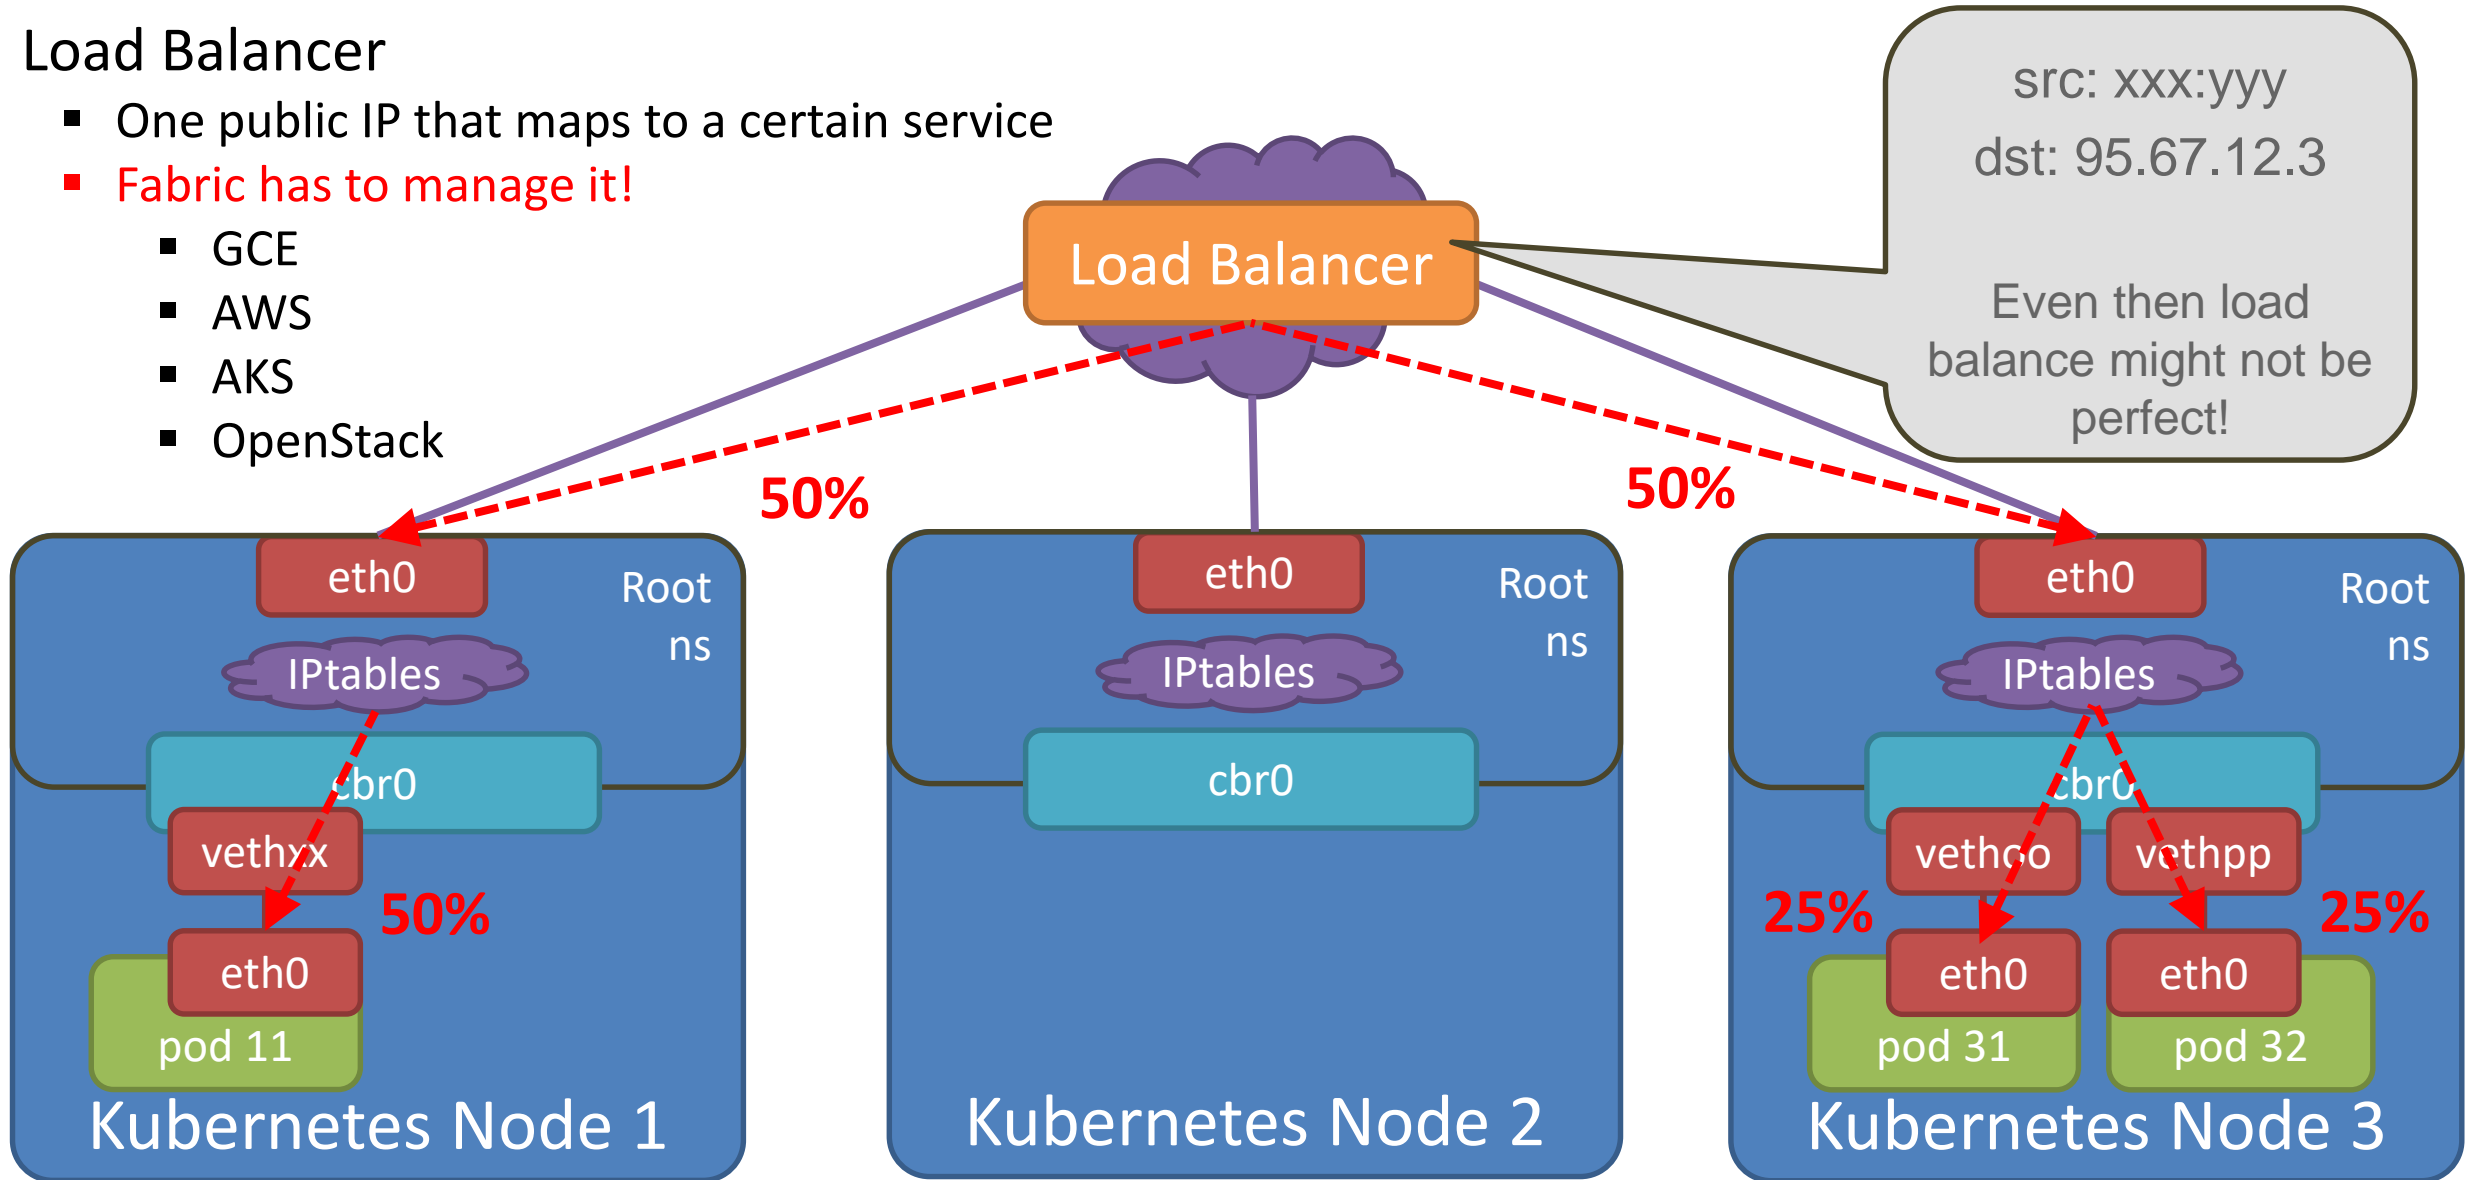 Load Balancer
One public IP that maps to a certain service
Fabric has to manage it!
GCE
AWS
AKS
OpenStack
Load Balancer
src: xxx:yyy
dst: 95.67.12.3
Even then load
balance might not be
perfect!
50%
50%
eth0
Root
ns
IPtables
cbr0
vethxx
50%
eth0
pod 11
Kubernetes Node 1
eth0
Root
ns
IPtables
cbr0
Kubernetes Node 2
eth0
Root
ns
IPtables
cbr0
vethoo
vethpp
25%
25%
eth0
eth0
pod 31
pod 32
Kubernetes Node 3